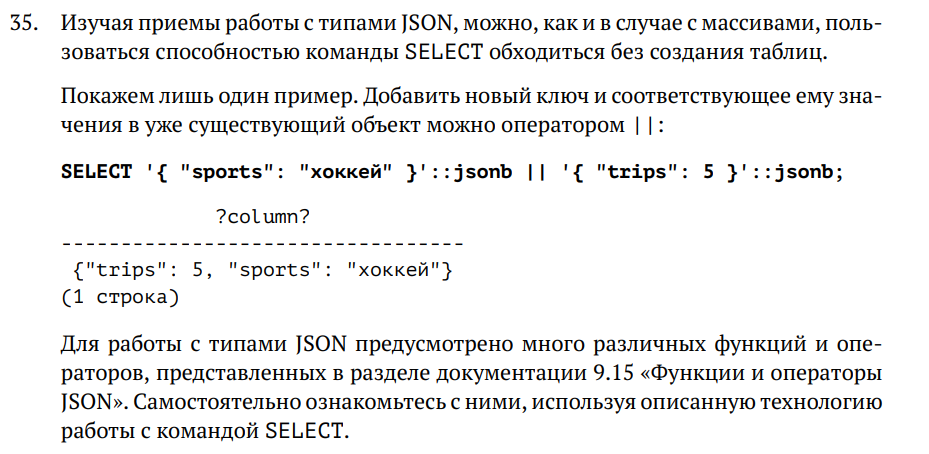 35. Изучая приемы работы с типами JSON, можно, как и в случае с массивами, поль-
зоваться способностью команды SELECT обходиться без создания таблиц.
Покажем лишь один пример. Добавить новый ключ и соответствующее ему зна-
чения в уже существующий объект можно оператором ||:
SELECT '{ "sports": "хоккей" }'::jsonb || '{ "trips": 5 }'::jsonb;
?column?
----------------------------------
{"trips": 5, "sports": "хоккей"}
(1 строка)
Для работы с типами JSON предусмотрено много различных функций и опе-
раторов, представленных в разделе документации 9.15 «Функции и операторы
JSON». Самостоятельно ознакомьтесь с ними, используя описанную технологию
работы с командой SELECT.